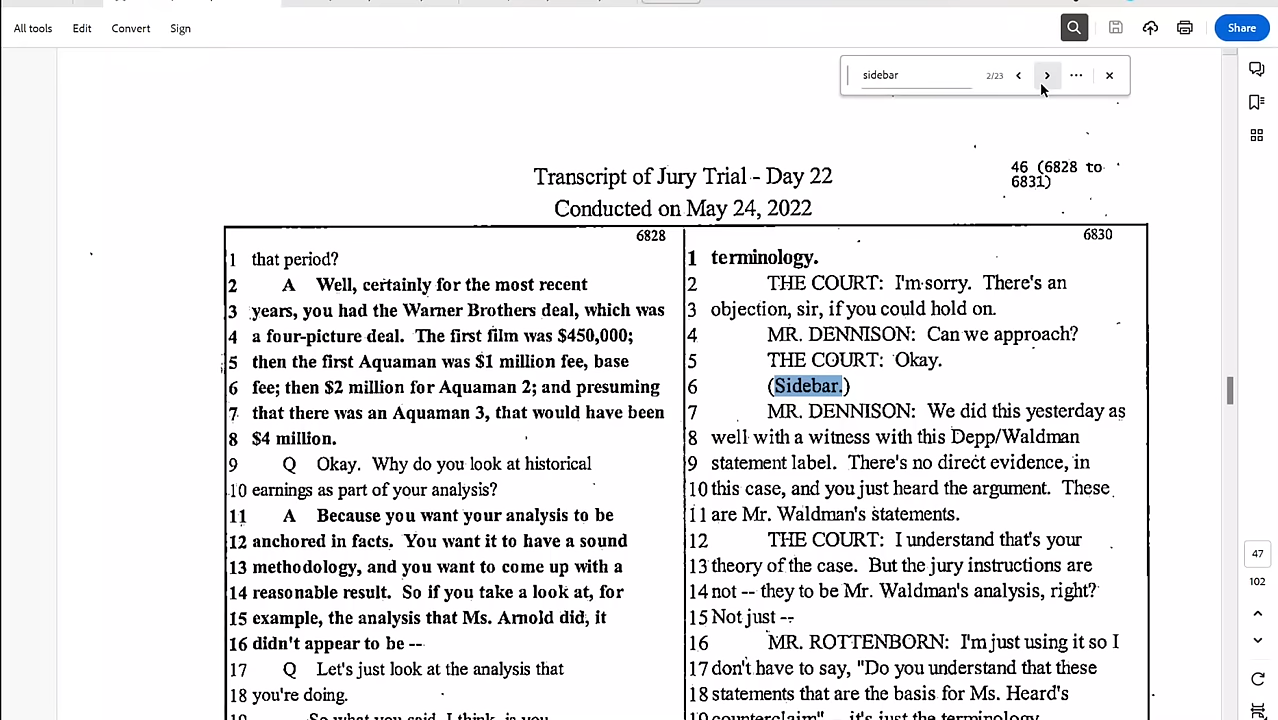 All tools Edit Convert Sign Share
sidebar 2/23
46 (6828 to
6831)
Transcript of Jury Trial - Day 22
Conducted on May 24, 2022
6828
1 that period?
2 A Well, certainly for the most recent
3 years, you had the Warner Brothers deal, which was
4 a four-picture deal. The first film was $450,000;
5 then the first Aquaman was $1 million fee, base
6 fee; then $2 million for Aquaman 2; and presuming
7 that there was an Aquaman 3, that would have been
8 $4 million.
9 Q Okay. Why do you look at historical
10 earnings as part of your analysis?
11 A Because you want your analysis to be
12 anchored in facts. You want it to have a sound
13 methodology, and you want to come up with a
14 reasonable result. So if you take a look at, for
15 example, the analysis that Ms. Arnold did, it
16 didn't appear to be --
17 Q Let's just look at the analysis that
18 you're doing.
19 So what you said, I think, is you
6830
1 terminology.
2 THE COURT: I'm sorry. There's an
3 objection, sir, if you could hold on.
4 MR. DENNISON: Can we approach?
5 THE COURT: Okay.
6 (Sidebar.)
7 MR. DENNISON: We did this yesterday as
8 well with a witness with this Depp/Waldman
9 statement label. There's no direct evidence, in
10 this case, and you just heard the argument. These
11 are Mr. Waldman's statements.
12 THE COURT: I understand that's your
13 theory of the case. But the jury instructions are
14 not -- they to be Mr. Waldman's analysis, right?
15 Not just --
16 MR. ROTTENBORN: I'm just using it so I
17 don't have to say, "Do you understand that these
18 statements that are the basis for Ms. Heard's
19 counterclaim" -- it's just the terminology
47
102